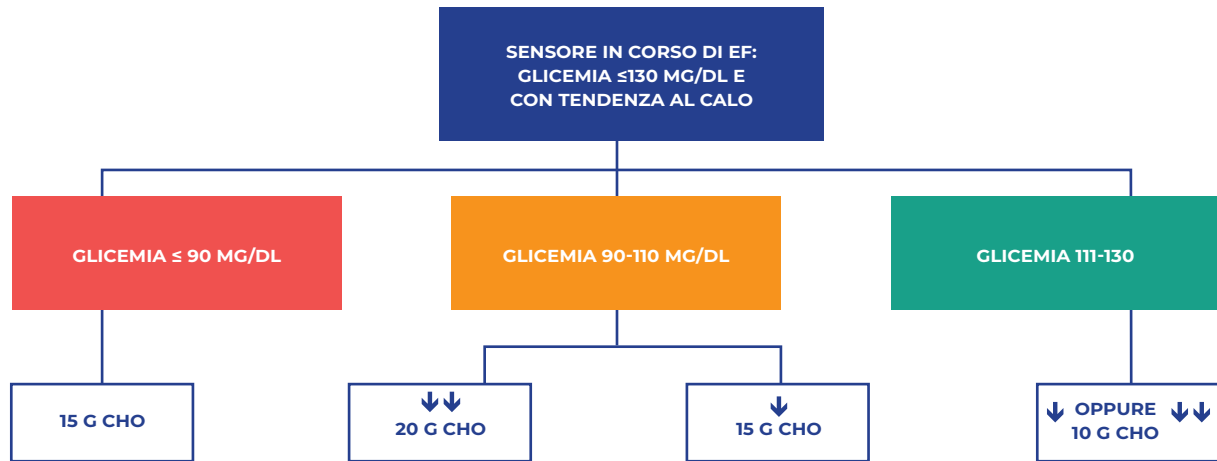 SENSORE IN CORSO DI EF:
GLICEMIA ≤130 MG/DL E
CON TENDENZA AL CALO
GLICEMIA ≤ 90 MG/DL
GLICEMIA 90-110 MG/DL
GLICEMIA 111-130
15 G CHO
↓↓
20 G CHO
↓
15 G CHO
↓ OPPURE ↓↓
10 G CHO